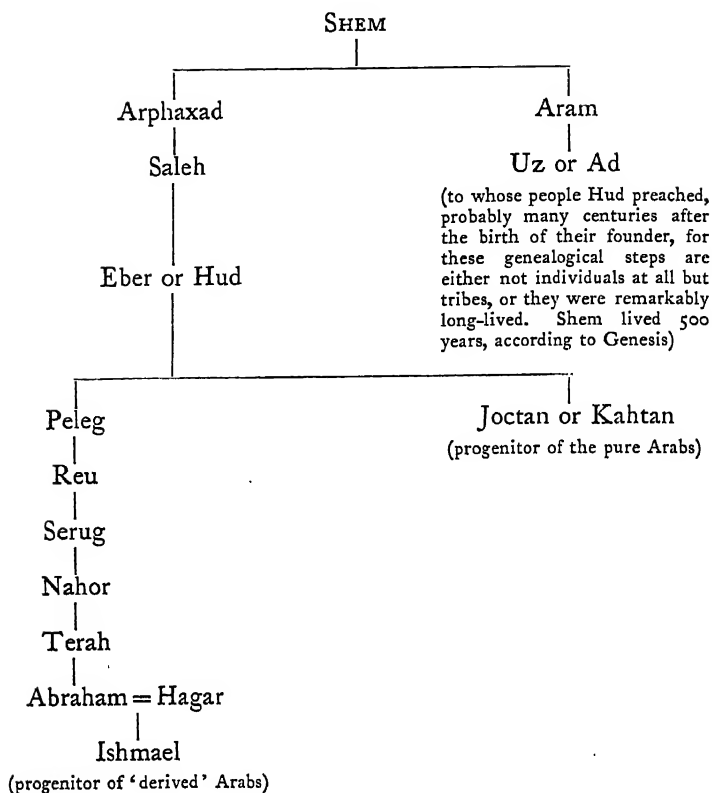 SHEM
Arphaxad Aram
Saleh Uz or Ad
(to whose people Hud preached,
probably many centuries after
the birth of their founder, for
these genealogical steps are
either not individuals at all but
tribes, or they were remarkably
long-lived. Shem lived 500
years, according to Genesis)
Eber or Hud
Peleg Joctan or Kahtan
(progenitor of the pure Arabs)
Reu
Serug
Nahor
Terah
Abraham = Hagar
Ishmael
(progenitor of ‘derived’ Arabs)